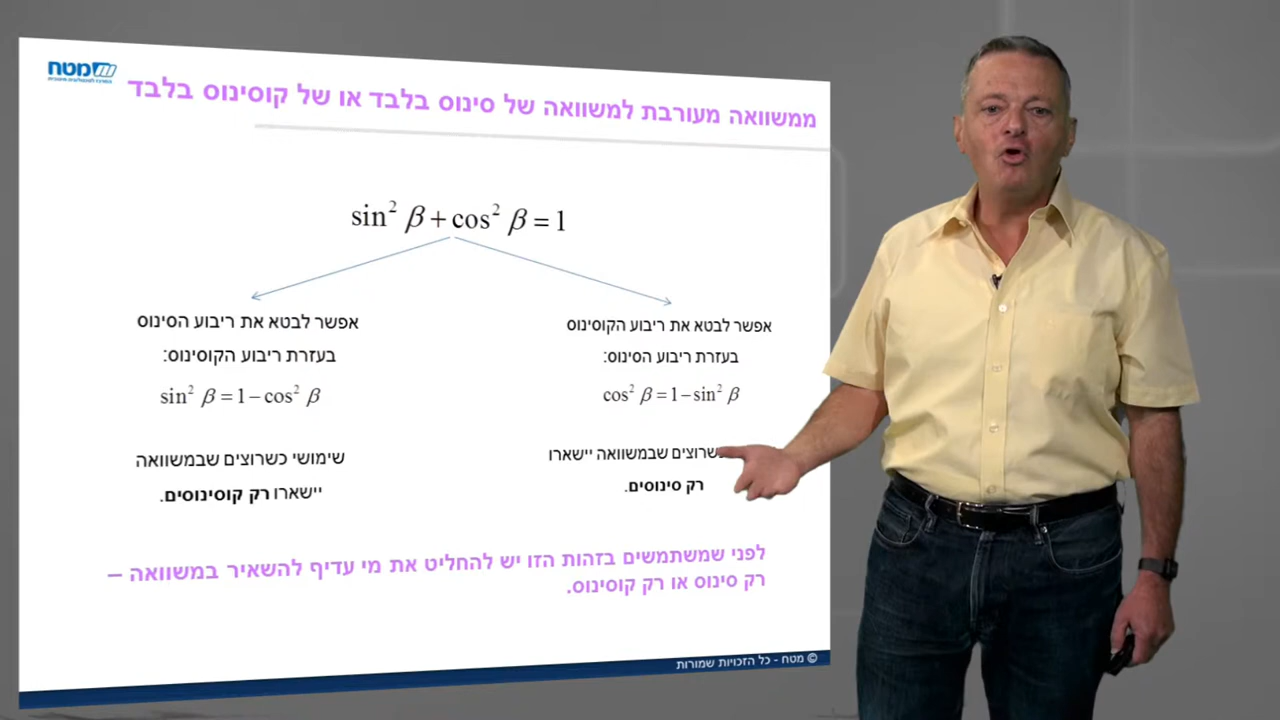 מטח
ממשוואה מעורבת למשוואה של סינוס בלבד או של קוסינוס בלבד
sin² β + cos² β = 1
אפשר לבטא את ריבוע הקוסינוס
בעזרת ריבוע הסינוס:
cos² β = 1 – sin² β
כשרוצים שבמשוואה יישארו
רק סינוסים.
אפשר לבטא את ריבוע הסינוס
בעזרת ריבוע הקוסינוס:
sin² β = 1 – cos² β
שימושי כשרוצים שבמשוואה
יישארו רק קוסינוסים.
לפני שמשתמשים בזהות הזו יש להחליט את מי עדיף להשאיר במשוואה –
רק סינוס או רק קוסינוס.
© מטח - כל הזכויות שמורות